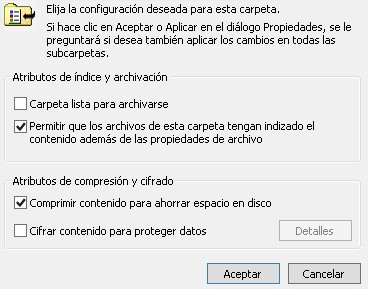 Elija la configuración deseada para esta carpeta.
Si hace clic en Aceptar o Aplicar en el diálogo Propiedades, se le
preguntará si desea también aplicar los cambios en todas las
subcarpetas.
Atributos de índice y archivación
Carpeta lista para archivarse
Permitir que los archivos de esta carpeta tengan indizado el
contenido además de las propiedades de archivo
Atributos de compresión y cifrado
Comprimir contenido para ahorrar espacio en disco
Cifrar contenido para proteger datos
Detalles
Aceptar
Cancelar